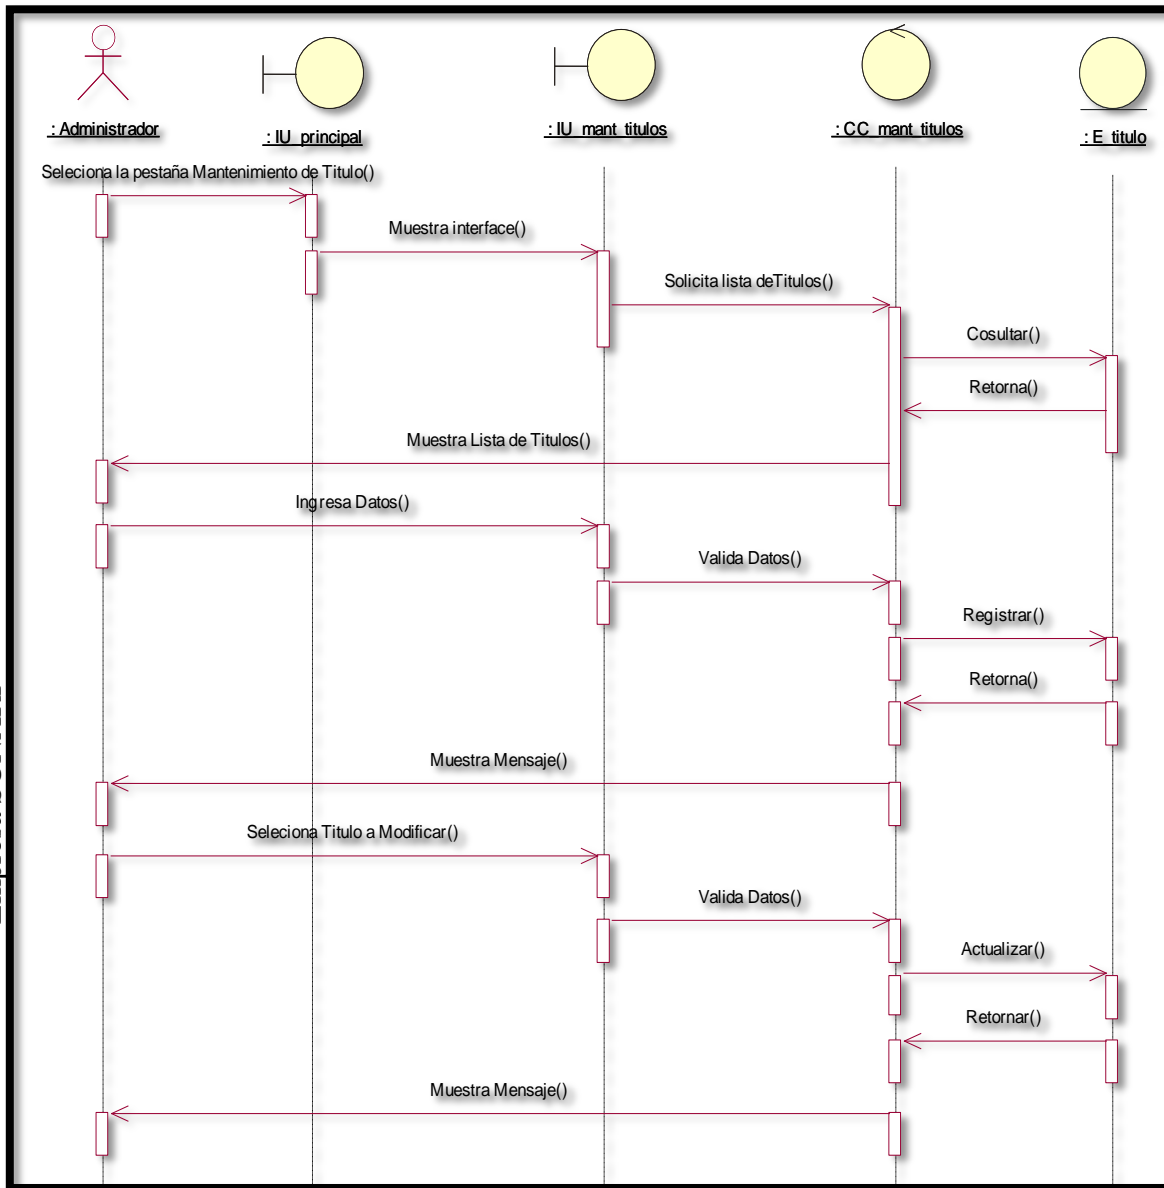 : Administrador
: IU_principal
: IU_mant_titulos
: CC_mant_titulos
: E_titulo
Seleciona la pestaña Mantenimiento de Titulo()
Muestra interface()
Solicita lista deTitulos()
Cosultar()
Retorna()
Muestra Lista de Titulos()
Ingresa Datos()
Valida Datos()
Registrar()
Retorna()
Muestra Mensaje()
Seleciona Titulo a Modificar()
Valida Datos()
Actualizar()
Retornar()
Muestra Mensaje()